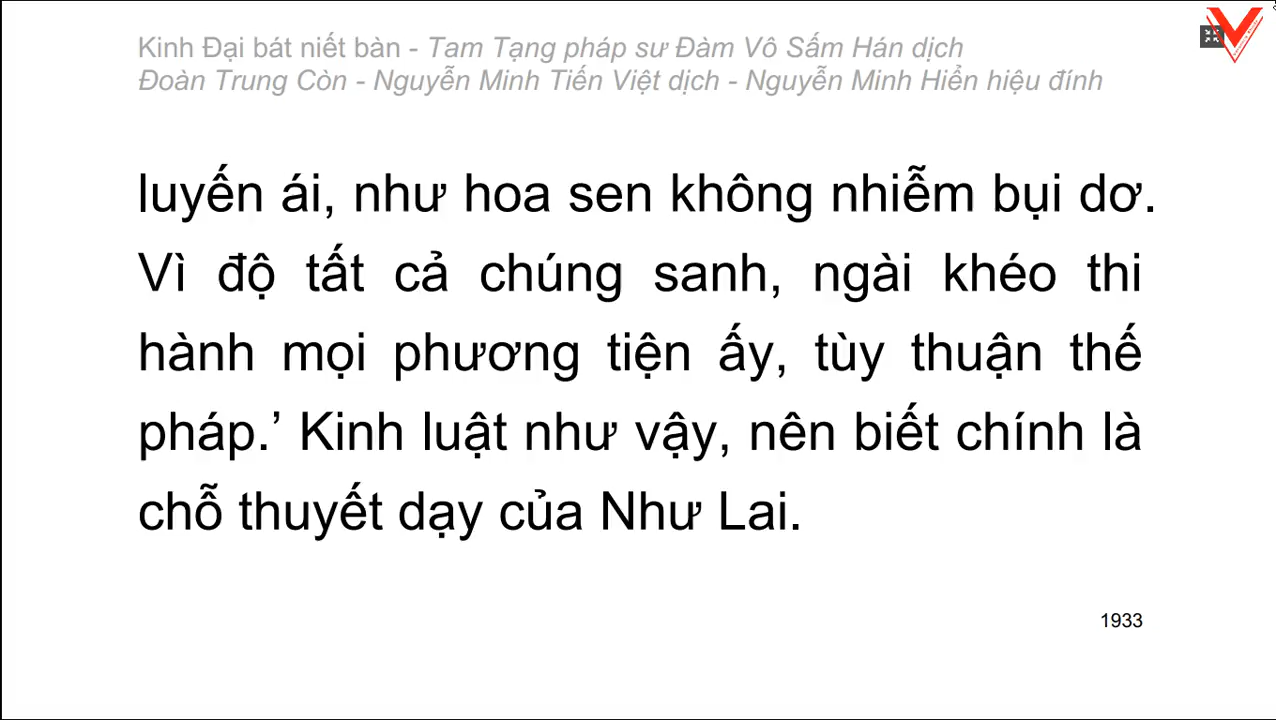 Kinh Đại bát niết bàn - Tam Tạng pháp sư Đàm Vô Sấm Hán dịch
Đoàn Trung Còn - Nguyễn Minh Tiến Việt dịch - Nguyễn Minh Hiển hiệu đính
luyến ái, như hoa sen không nhiễm bụi dơ.
Vì độ tất cả chúng sanh, ngài khéo thi
hành mọi phương tiện ấy, tùy thuận thế
pháp.’ Kinh luật như vậy, nên biết chính là
chỗ thuyết dạy của Như Lai.
1933